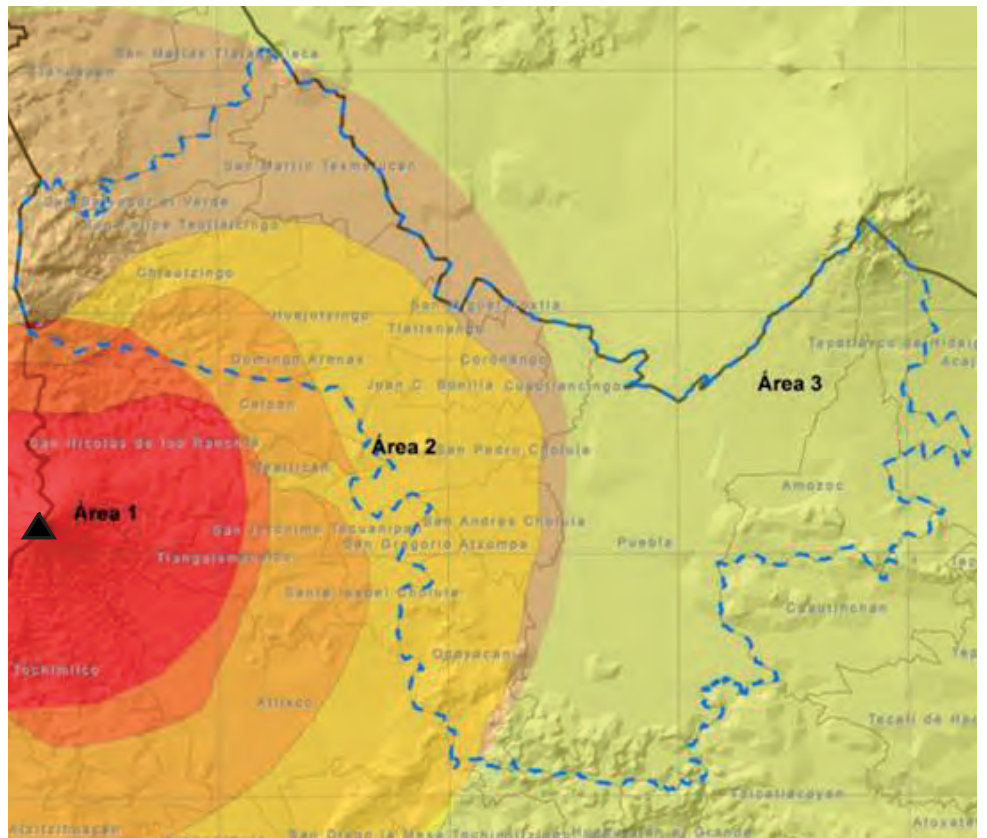 San Matías Tlalancaleca
San Martín Texmelucan
San Salvador el Verde
San Felipe Teotlalcingo
Chiautzingo
San Miguel Xoxtla
Huejotzingo
Tlaltenango
Domingo Arenas
Coronango
Juan C. Bonilla
Cuautlancingo
Área 3
Calpan
San Nicolás de los Ranchos
Área 2
San Pedro Cholula
Tealtican
Amozoc
Área 1
San Jerónimo Tecuanipan
San Andrés Cholula
San Gregorio Atzompa
Puebla
Tianguismanalco
Santa Isabel Cholula
Cuautinchan
Ocoyucan
Tochimilco
Atlixco
Tecali de